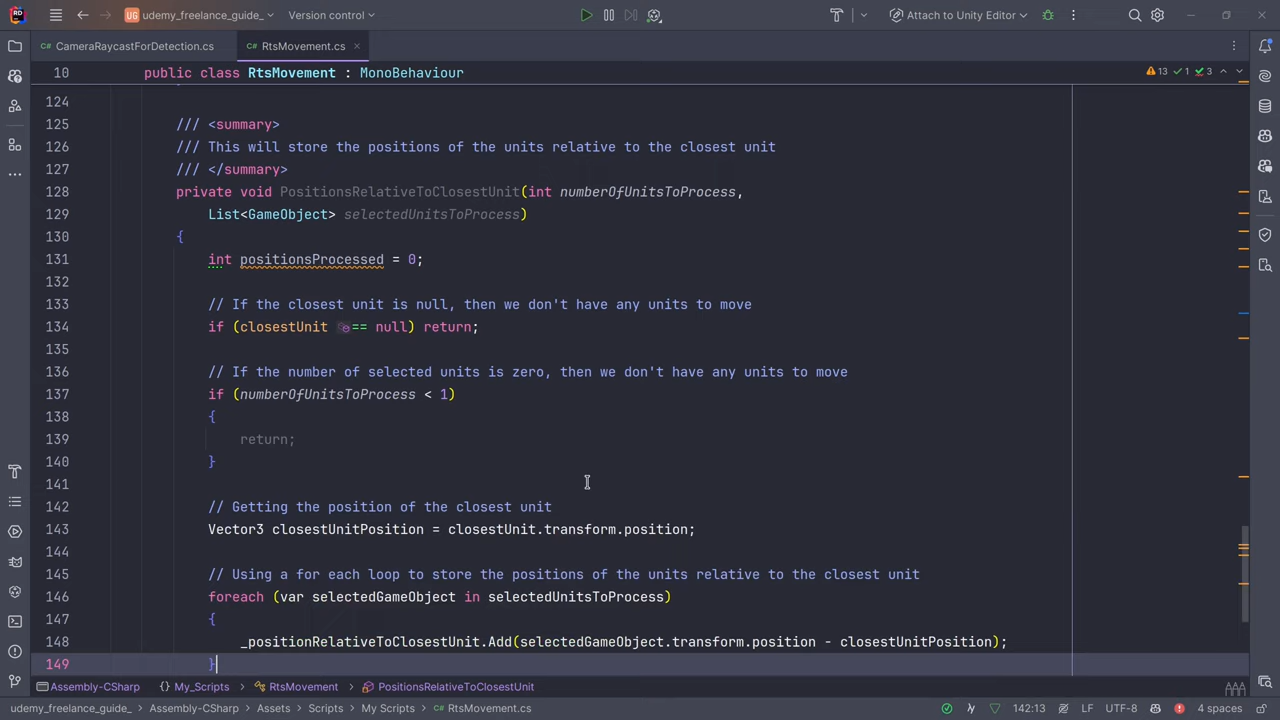 UG udemy_freelance_guide_ Version control Attach to Unity Editor
CameraRaycastForDetection.cs RtsMovement.cs
10 public class RtsMovement : MonoBehaviour 13 1 3
124
125 /// <summary>
126 /// This will store the positions of the units relative to the closest unit
127 /// </summary>
128 private void PositionsRelativeToClosestUnit(int numberOfUnitsToProcess,
129 List<GameObject> selectedUnitsToProcess)
130 {
131 int positionsProcessed = 0;
132
133 // If the closest unit is null, then we don't have any units to move
134 if (closestUnit == null) return;
135
136 // If the number of selected units is zero, then we don't have any units to move
137 if (numberOfUnitsToProcess < 1)
138 {
139 return;
140 }
141
142 // Getting the position of the closest unit
143 Vector3 closestUnitPosition = closestUnit.transform.position;
144
145 // Using a for each loop to store the positions of the units relative to the closest unit
146 foreach (var selectedGameObject in selectedUnitsToProcess)
147 {
148 _positionRelativeToClosestUnit.Add(selectedGameObject.transform.position - closestUnitPosition);
149 }
Assembly-CSharp My_Scripts RtsMovement PositionsRelativeToClosestUnit
udemy_freelance_guide_ Assembly-CSharp Assets Scripts My Scripts RtsMovement.cs 142:13 LF UTF-8 4 spaces